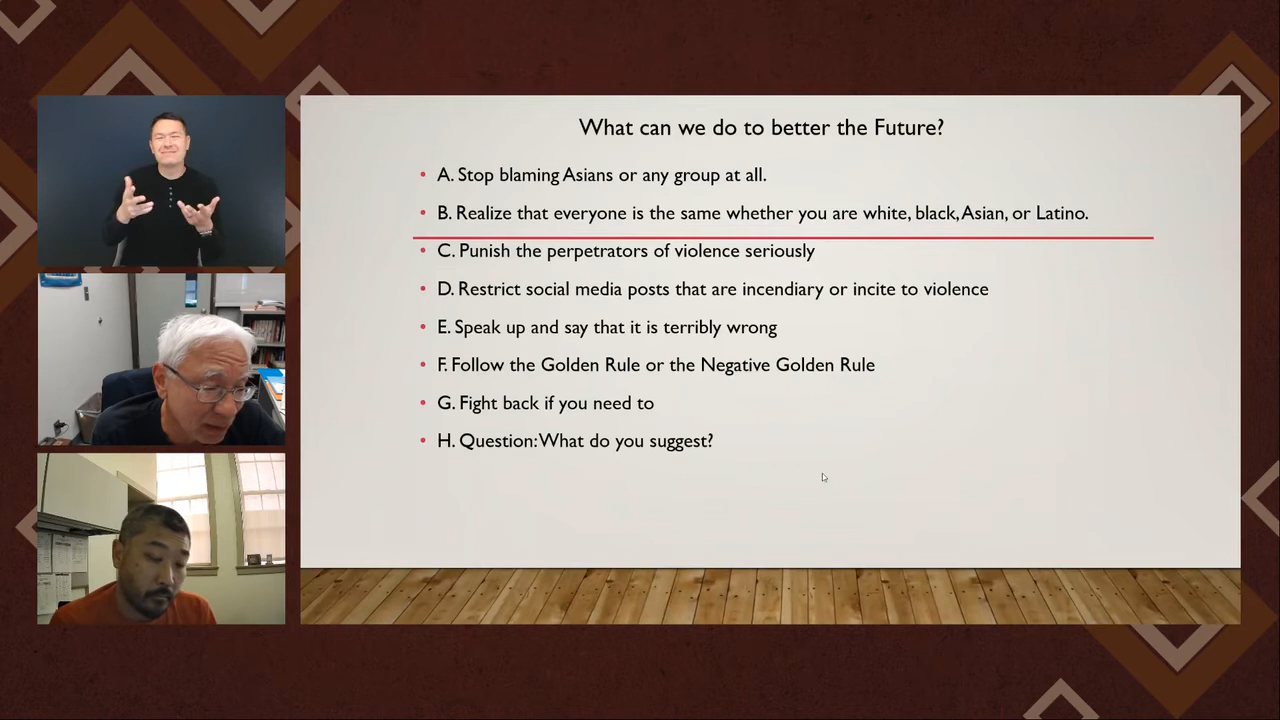 What can we do to better the Future?
• A. Stop blaming Asians or any group at all.
• B. Realize that everyone is the same whether you are white, black, Asian, or Latino.
• C. Punish the perpetrators of violence seriously
• D. Restrict social media posts that are incendiary or incite to violence
• E. Speak up and say that it is terribly wrong
• F. Follow the Golden Rule or the Negative Golden Rule
• G. Fight back if you need to
• H. Question: What do you suggest?